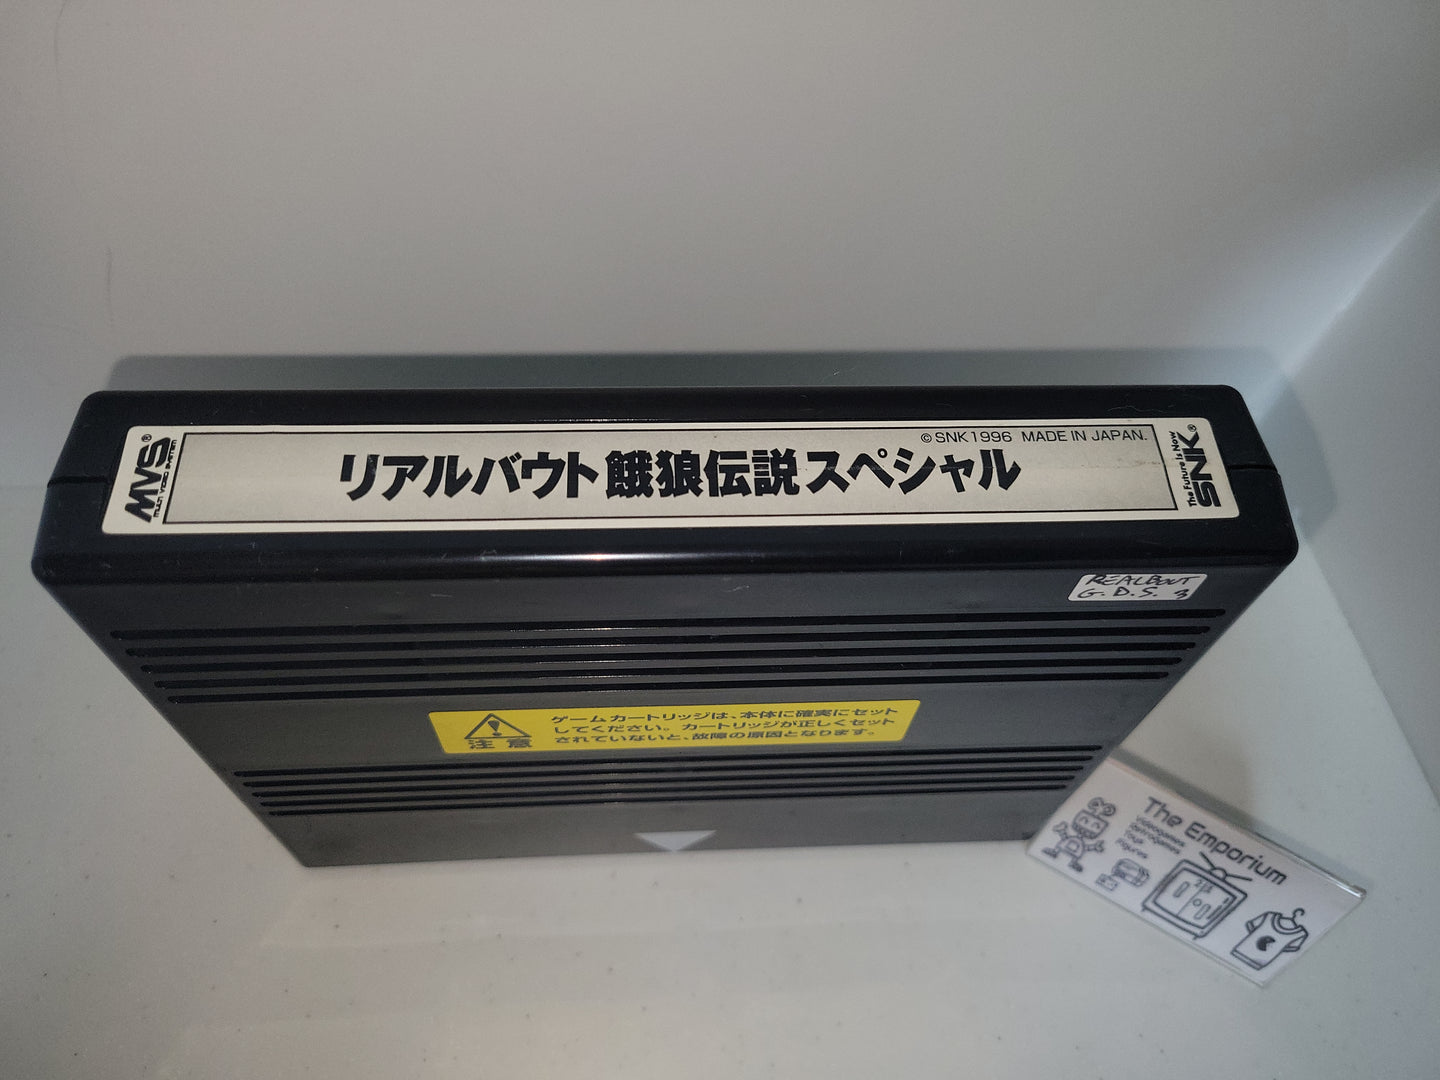 MVS®
MULTI VIDEO SYSTEM
©SNK1996 MADE IN JAPAN.
リアルバウト餓狼伝説スペシャル
The Future Is Now
SNK®
REALBOUT
G.D.S. 3
注意
ゲームカートリッジは、本体に確実にセット
してください。カートリッジが正しくセット
されていないと、故障の原因となります。
The Emporium
Videogames
Retrogames
Toys
Figures